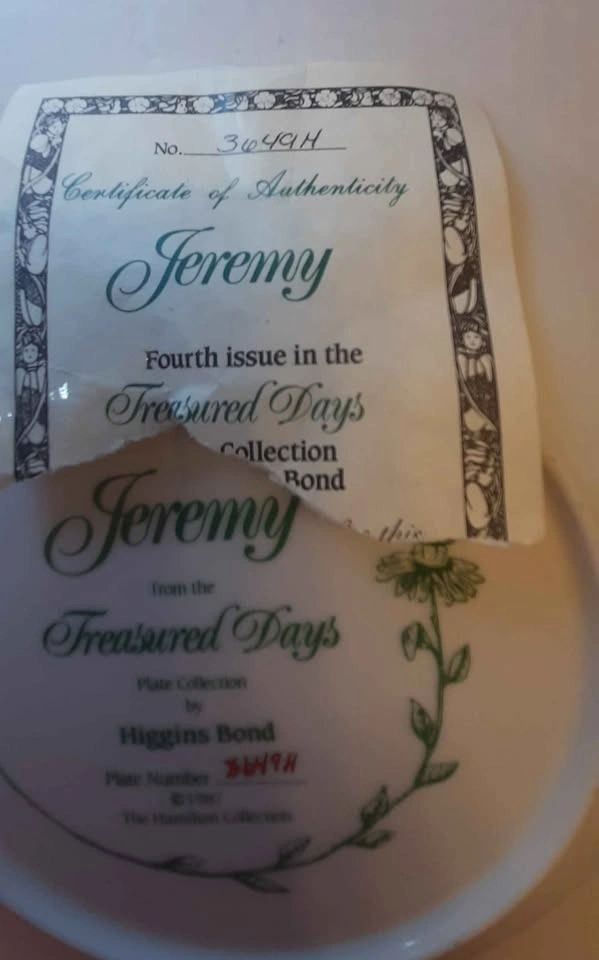 No. 3649H
Certificate of Authenticity
Jeremy
Fourth issue in the
Treasured Days
Collection
Bond
this
Jeremy
from the
Treasured Days
Plate Collection
by
Higgins Bond
Plate Number 3649H
The Hamilton Collection